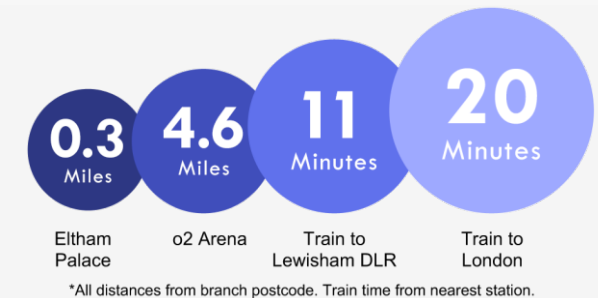 0.3
Miles
4.6
Miles
11
Minutes
20
Minutes
Eltham
Palace
o2 Arena
Train to
Lewisham DLR
Train to
London
*All distances from branch postcode. Train time from nearest station.